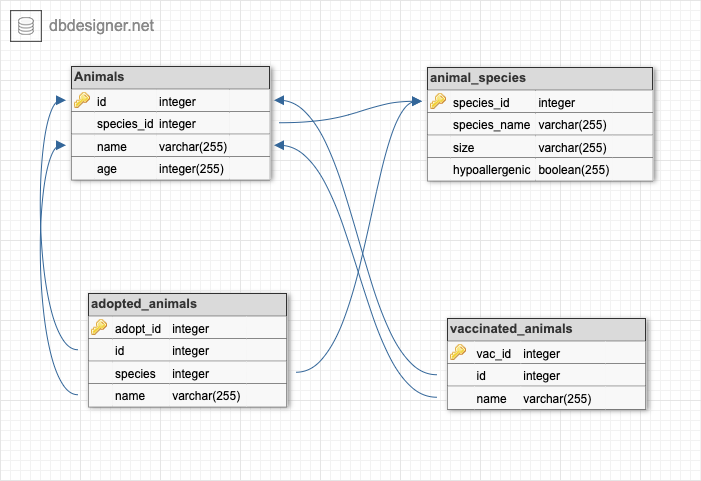 dbdesigner.net
Animals
id integer
species_id integer
name varchar(255)
age integer(255)
animal_species
species_id integer
species_name varchar(255)
size varchar(255)
hypoallergenic boolean(255)
adopted_animals
adopt_id integer
id integer
species integer
name varchar(255)
vaccinated_animals
vac_id integer
id integer
name varchar(255)